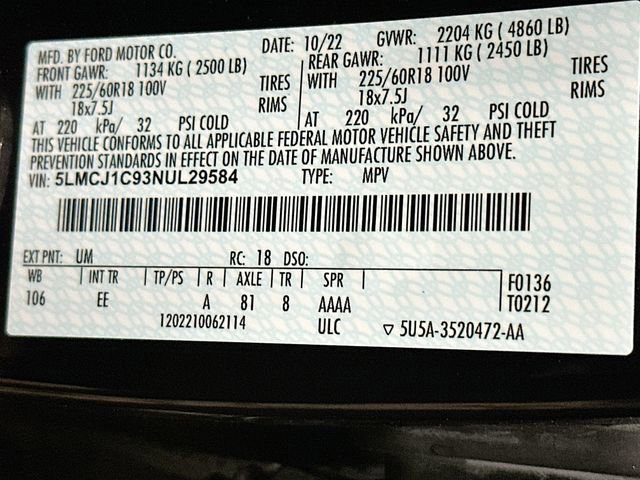 MFD. BY FORD MOTOR CO. DATE: 10/22 GVWR: 2204 KG ( 4860 LB)
FRONT GAWR: 1134 KG ( 2500 LB) REAR GAWR: 1111 KG ( 2450 LB)
WITH 225/60R18 100V TIRES WITH 225/60R18 100V TIRES
18x7.5J RIMS 18x7.5J RIMS
AT 220 kPa/ 32 PSI COLD AT 220 kPa/ 32 PSI COLD
THIS VEHICLE CONFORMS TO ALL APPLICABLE FEDERAL MOTOR VEHICLE SAFETY AND THEFT
PREVENTION STANDARDS IN EFFECT ON THE DATE OF MANUFACTURE SHOWN ABOVE.
VIN: 5LMCJ1C93NUL29584 TYPE: MPV
EXT PNT: UM RC: 18 DSO:
WB INT TR TP/PS R AXLE TR SPR F0136
106 EE A 81 8 AAAA T0212
1202210062114 ULC ▽ 5U5A-3520472-AA